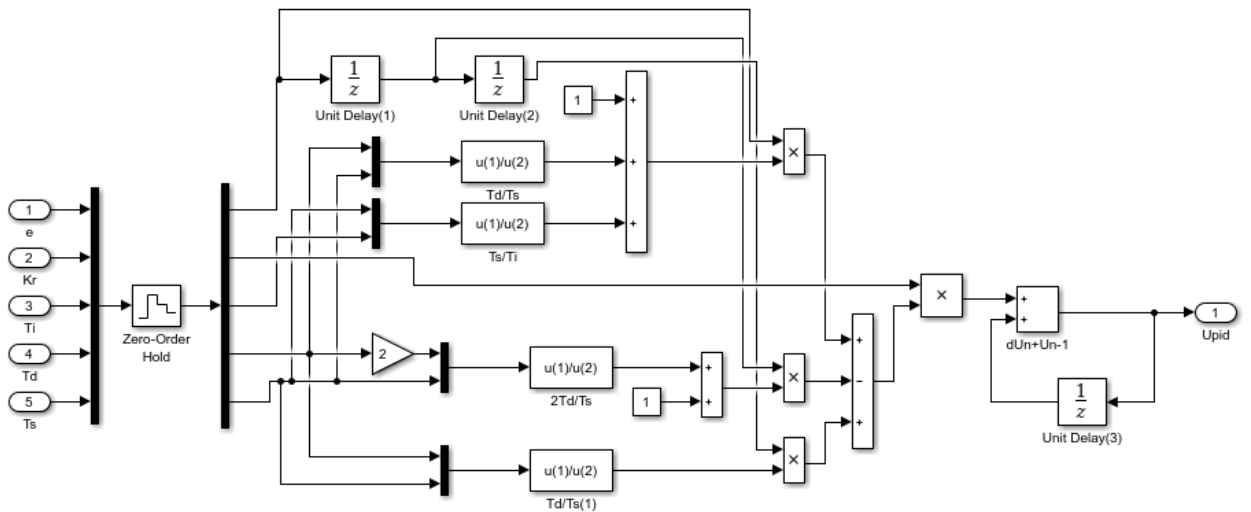 1
z
Unit Delay(1)
1
z
Unit Delay(2)
1
+
+
+
×
u(1)/u(2)
Td/Ts
u(1)/u(2)
Ts/Ti
1
e
2
Kr
3
Ti
4
Td
5
Ts
Zero-Order
Hold
×
+
+
dUn+Un-1
1
Upid
2
u(1)/u(2)
2Td/Ts
1
+
+
×
+
−
+
1
z
Unit Delay(3)
u(1)/u(2)
Td/Ts(1)
×